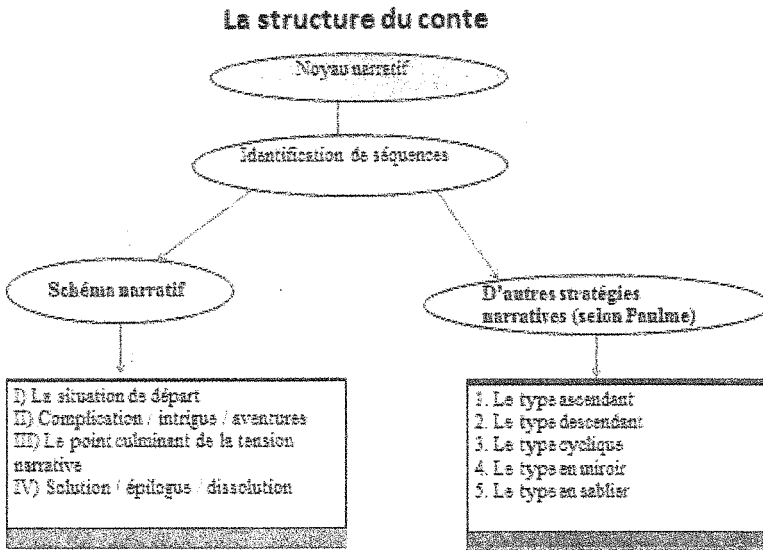 La structure du conte
Noyau narratif
Identification de séquences
Schéma narratif
D'autres stratégies
narratives (selon Paulme)
I) La situation de départ
II) Complication / intrigue / aventures
III) Le point culminant de la tension
narrative
IV) Solution / épilogue / dissolution
1. Le type ascendant
2. Le type descendant
3. Le type cyclique
4. Le type en miroir
5. Le type en sablier